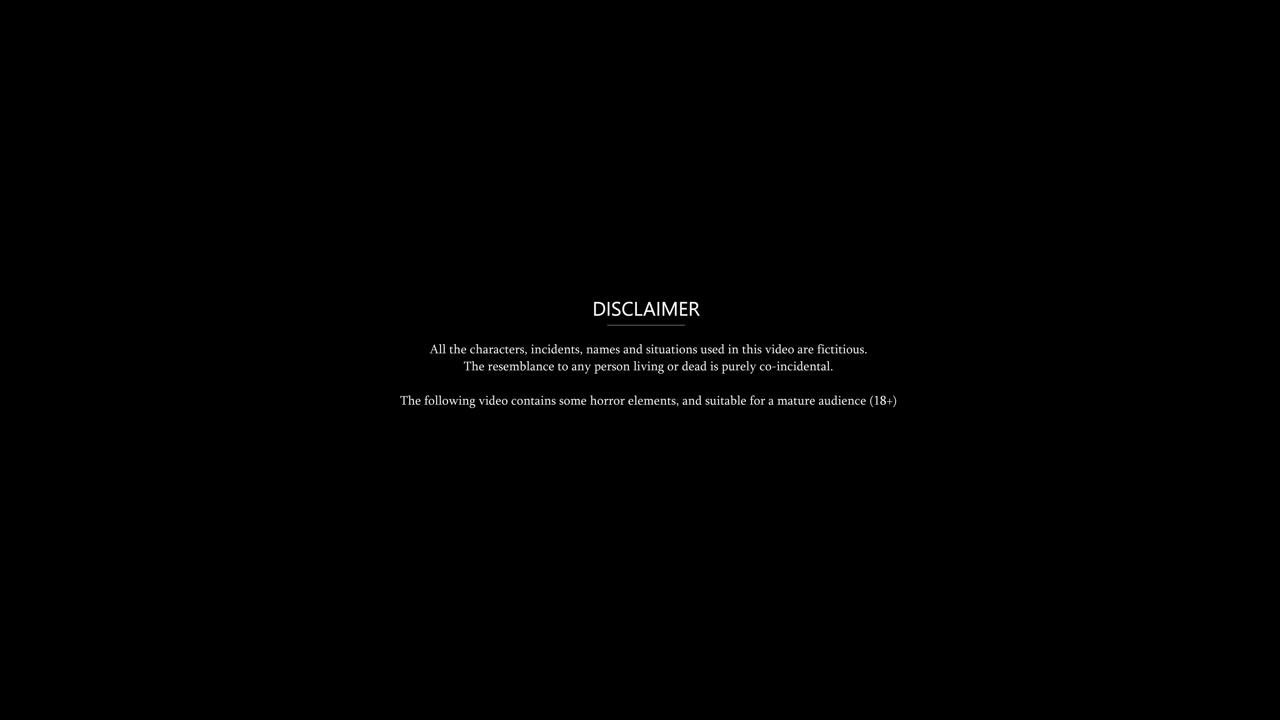 DISCLAIMER
All the characters, incidents, names and situations used in this video are fictitious.
The resemblance to any person living or dead is purely co-incidental.
The following video contains some horror elements, and suitable for a mature audience (18+)